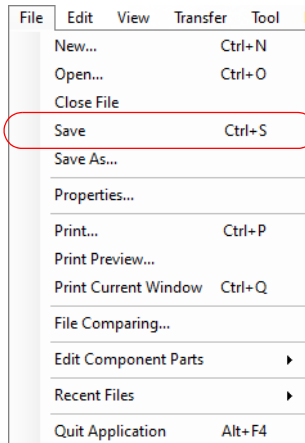 File Edit View Transfer Tool
New... Ctrl+N
Open... Ctrl+O
Close File
Save Ctrl+S
Save As...
Properties...
Print... Ctrl+P
Print Preview...
Print Current Window Ctrl+Q
File Comparing...
Edit Component Parts
Recent Files
Quit Application Alt+F4